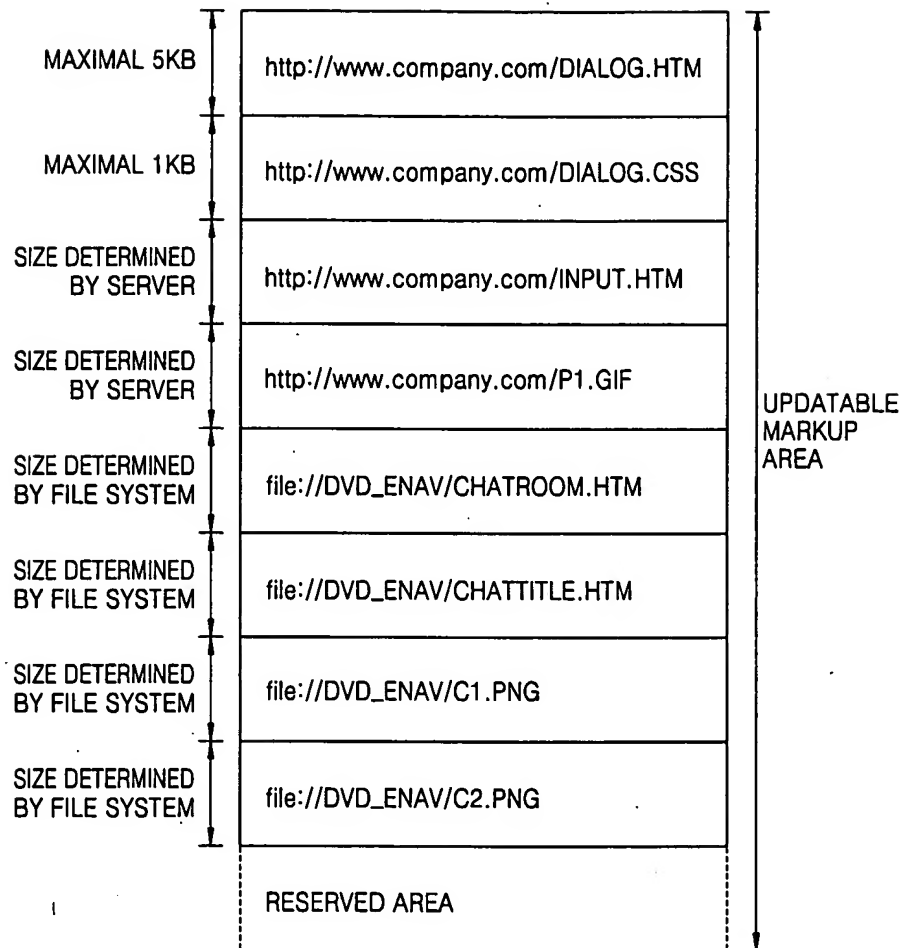 MAXIMAL 5KB
http://www.company.com/DIALOG.HTM
MAXIMAL 1KB
http://www.company.com/DIALOG.CSS
SIZE DETERMINED
BY SERVER
http://www.company.com/INPUT.HTM
SIZE DETERMINED
BY SERVER
http://www.company.com/P1.GIF
UPDATABLE
MARKUP
AREA
SIZE DETERMINED
BY FILE SYSTEM
file://DVD_ENAV/CHATROOM.HTM
SIZE DETERMINED
BY FILE SYSTEM
file://DVD_ENAV/CHATTITLE.HTM
SIZE DETERMINED
BY FILE SYSTEM
file://DVD_ENAV/C1.PNG
SIZE DETERMINED
BY FILE SYSTEM
file://DVD_ENAV/C2.PNG
RESERVED AREA